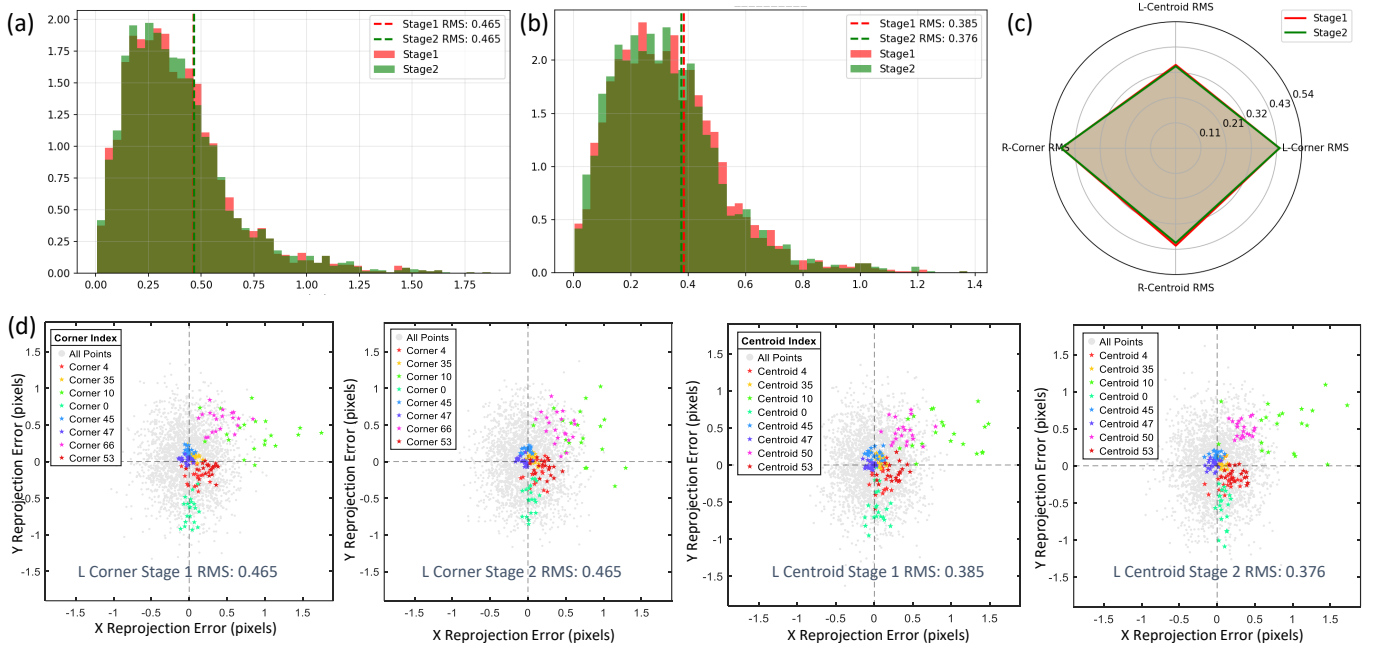 (a)
2.00
1.75
1.50
1.25
1.00
0.75
0.50
0.25
0.00
0.00 0.25 0.50 0.75 1.00 1.25 1.50 1.75
Stage1 RMS: 0.465
Stage2 RMS: 0.465
Stage1
Stage2
(b)
2.0
1.5
1.0
0.5
0.0
0.0 0.2 0.4 0.6 0.8 1.0 1.2 1.4
Stage1 RMS: 0.385
Stage2 RMS: 0.376
Stage1
Stage2
(c)
L-Centroid RMS
Stage1
Stage2
0.54
0.43
0.32
0.21
0.11
R-Corner RMS
L-Corner RMS
R-Centroid RMS
(d)
Y Reprojection Error (pixels)
1.5
1
0.5
0
-0.5
-1
-1.5
Corner Index
All Points
Corner 4
Corner 35
Corner 10
Corner 0
Corner 45
Corner 47
Corner 66
Corner 53
L Corner Stage 1 RMS: 0.465
-1.5 -1 -0.5 0 0.5 1 1.5
X Reprojection Error (pixels)
Y Reprojection Error (pixels)
1.5
1
0.5
0
-0.5
-1
-1.5
All Points
Corner 4
Corner 35
Corner 10
Corner 0
Corner 45
Corner 47
Corner 66
Corner 53
L Corner Stage 2 RMS: 0.465
-1.5 -1 -0.5 0 0.5 1 1.5
X Reprojection Error (pixels)
Y Reprojection Error (pixels)
1.5
1
0.5
0
-0.5
-1
-1.5
Centroid Index
All Points
Centroid 4
Centroid 35
Centroid 10
Centroid 0
Centroid 45
Centroid 47
Centroid 50
Centroid 53
L Centroid Stage 1 RMS: 0.385
-1.5 -1 -0.5 0 0.5 1 1.5
X Reprojection Error (pixels)
Y Reprojection Error (pixels)
1.5
1
0.5
0
-0.5
-1
-1.5
All Points
Centroid 4
Centroid 35
Centroid 10
Centroid 0
Centroid 45
Centroid 47
Centroid 50
Centroid 53
L Centroid Stage 2 RMS: 0.376
-1.5 -1 -0.5 0 0.5 1 1.5
X Reprojection Error (pixels)